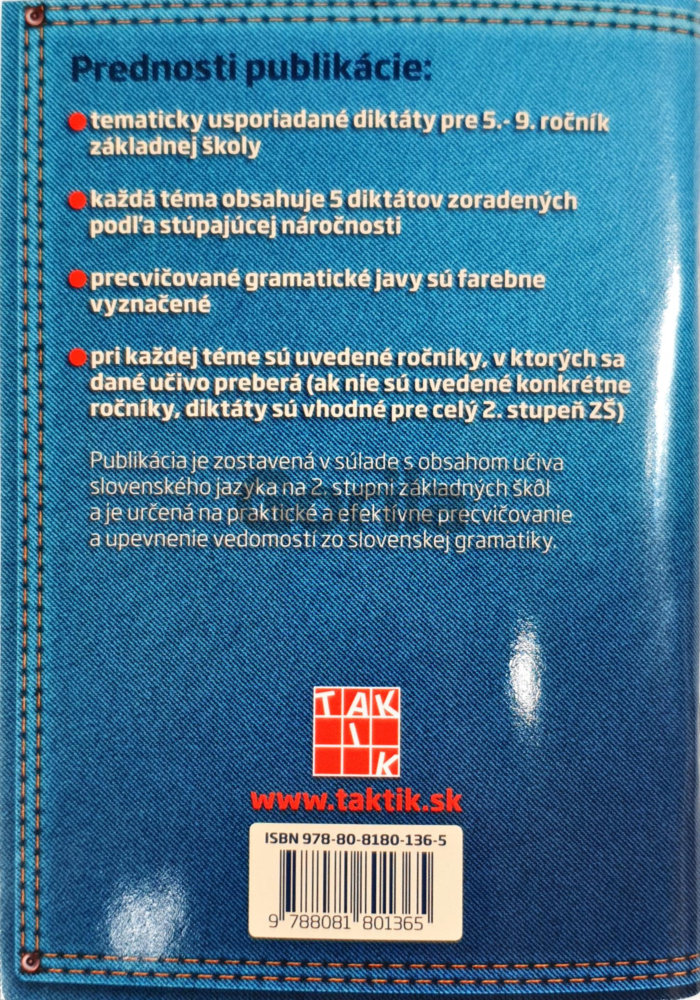 Prednosti publikácie:
tematicky usporiadané diktáty pre 5.- 9. ročník
základnej školy
každá téma obsahuje 5 diktátov zoradených
podľa stúpajúcej náročnosti
precvičované gramatické javy sú farebne
vyznačené
pri každej téme sú uvedené ročníky, v ktorých sa
dané učivo preberá (ak nie sú uvedené konkrétne
ročníky, diktáty sú vhodné pre celý 2. stupeň ZŠ)
Publikácia je zostavená v súlade s obsahom učiva
slovenského jazyka na 2. stupni základných škôl
a je určená na praktické a efektívne precvičovanie
a upevnenie vedomostí zo slovenskej gramatiky.
TAK
I
K
www.taktik.sk
ISBN 978-80-8180-136-5
9 788081 801365